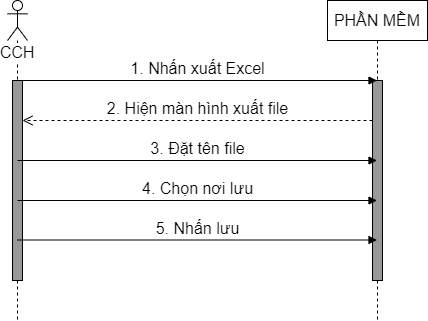 PHẦN MỀM
CCH
1. Nhấn xuất Excel
2. Hiện màn hình xuất file
3. Đặt tên file
4. Chọn nơi lưu
5. Nhấn lưu